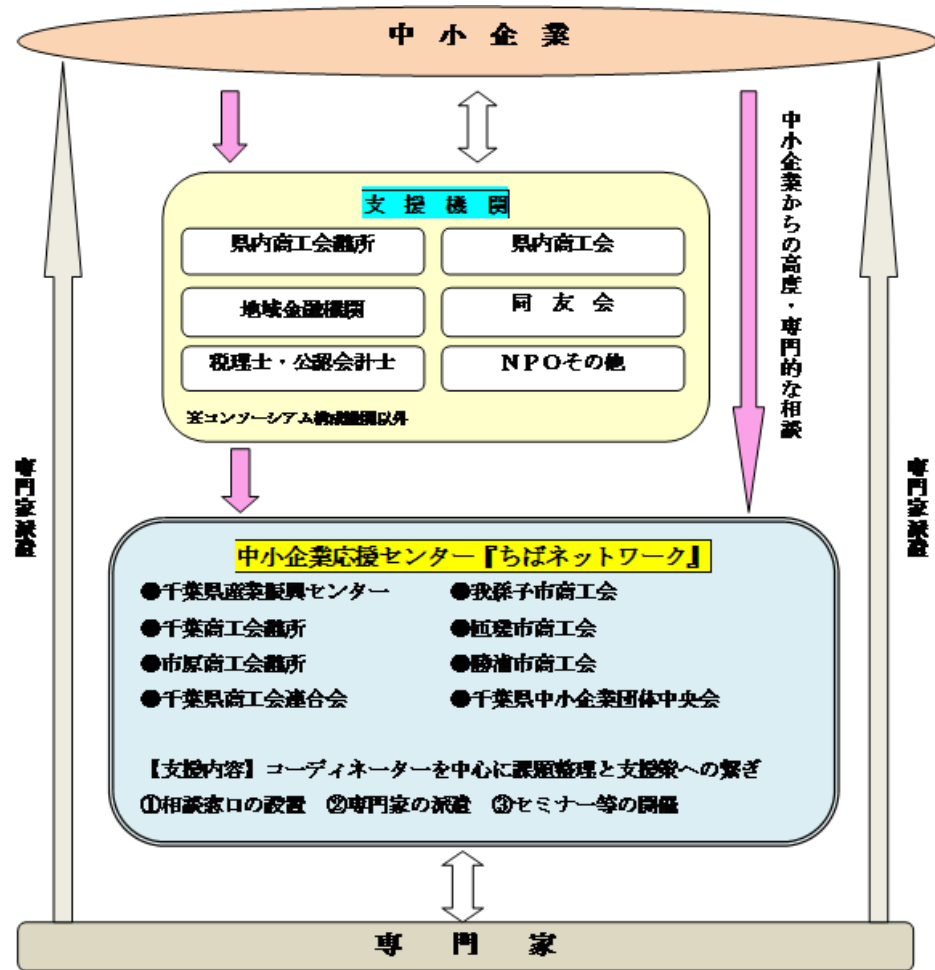 中小企業
支援機関
県内商工会議所
県内商工会
地域金融機関
同友会
税理士・公認会計士
NPOその他
※コンソーシアム構成機関以外
中小企業からの高度・専門的な相談
専門家派遣
専門家派遣
中小企業応援センター『ちばネットワーク』
●千葉県産業振興センター
●我孫子市商工会
●千葉商工会議所
●匝瑳市商工会
●市原商工会議所
●勝浦市商工会
●千葉県商工会連合会
●千葉県中小企業団体中央会
【支援内容】コーディネーターを中心に課題整理と支援策への繋ぎ
①相談窓口の設置 ②専門家の派遣 ③セミナー等の開催
専門家